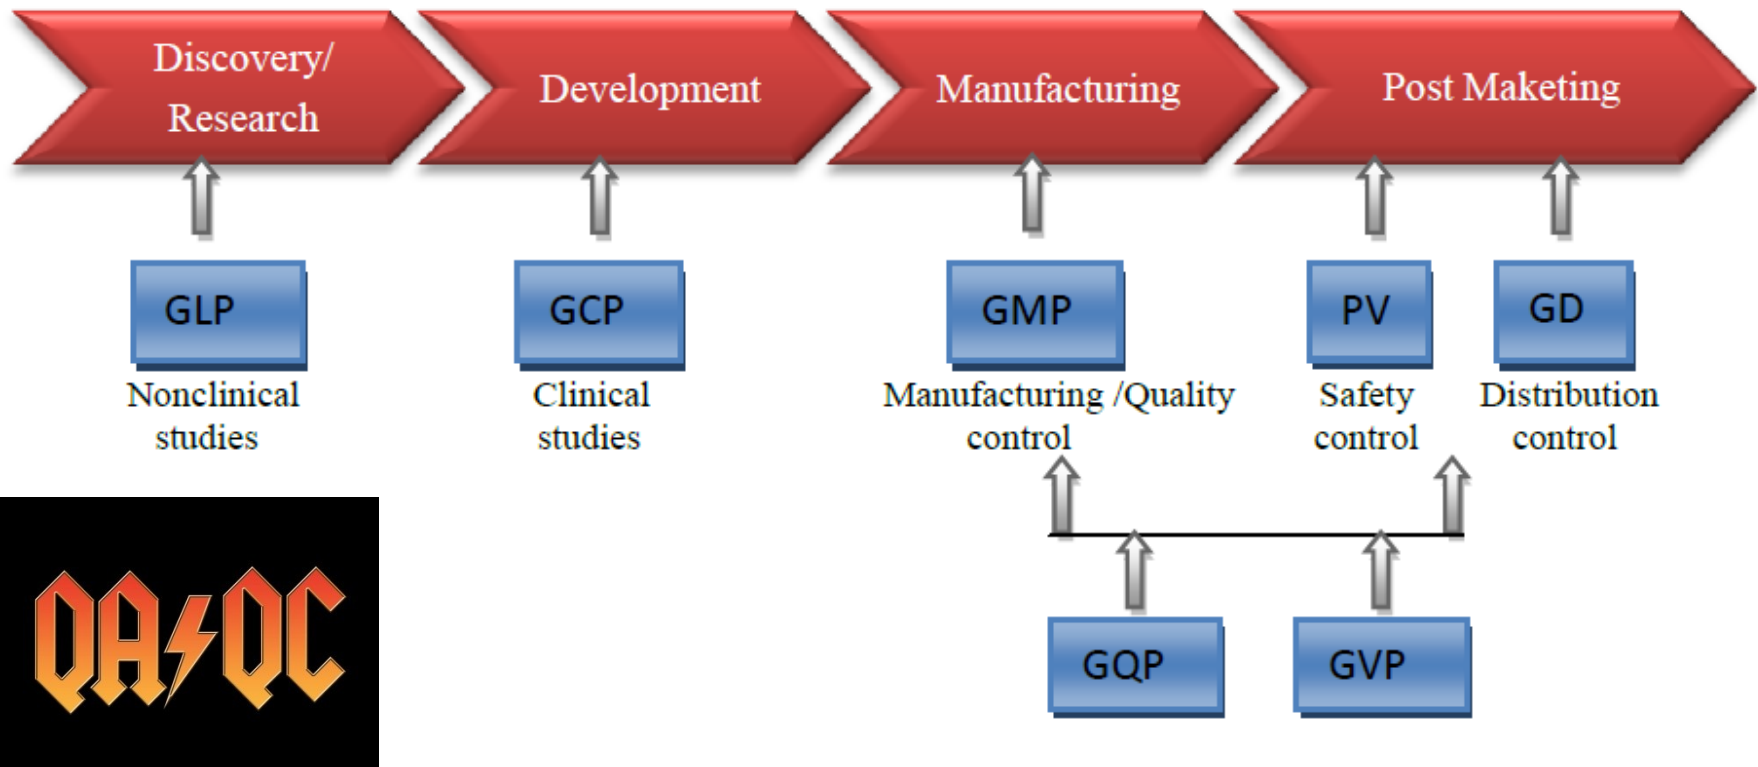 Discovery/
Research
Development
Manufacturing
Post Maketing
GLP
GCP
GMP
PV
GD
Nonclinical
studies
Clinical
studies
Manufacturing /Quality
control
Safety
control
Distribution
control
GQP
GVP
QA QC